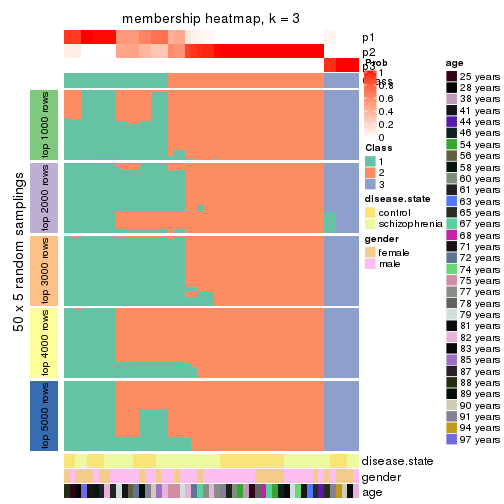 membership heatmap, k = 3
p1
p2
p3
Class
50 x 5 random samplings
top 1000 rows
top 2000 rows
top 3000 rows
top 4000 rows
top 5000 rows
disease.state
gender
age
Prob
1
0.8
0.6
0.4
0.2
0
Class
1
2
3
disease.state
control
schizophrenia
gender
female
male
age
25 years
28 years
38 years
41 years
44 years
46 years
54 years
56 years
58 years
60 years
61 years
63 years
65 years
67 years
68 years
71 years
72 years
74 years
75 years
77 years
78 years
79 years
81 years
82 years
83 years
85 years
87 years
88 years
89 years
90 years
91 years
94 years
97 years